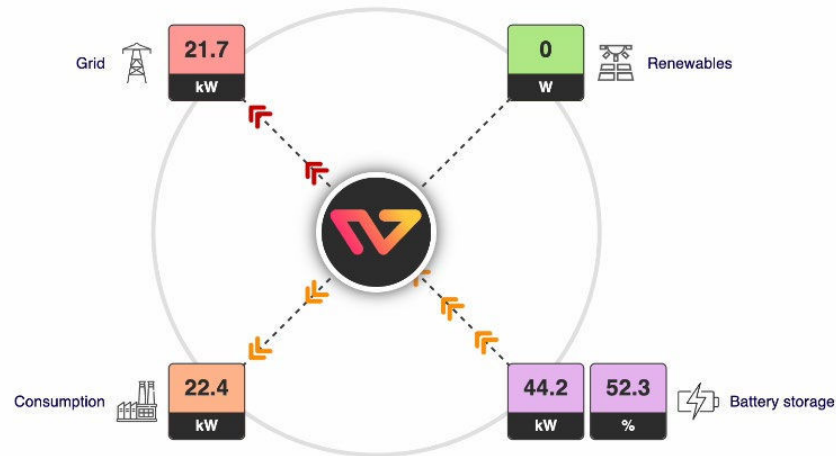 Grid
21.7
kW
0
W
Renewables
Consumption
22.4
kW
44.2
kW
52.3
%
Battery storage